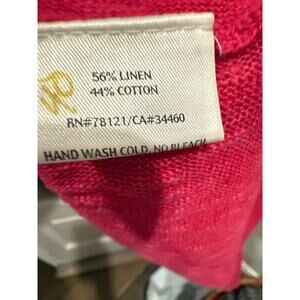 56% LINEN
44% COTTON
RN#78121/CA#34460
HAND WASH COLD, NO BLEACH